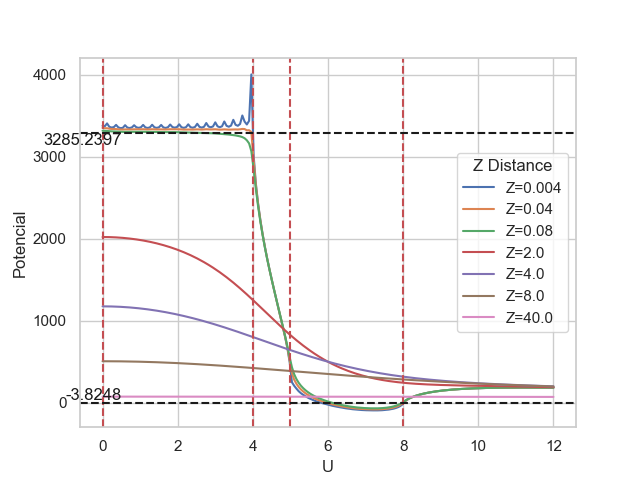 4000
3285.2397
3000
2000
1000
-3.8248
0
Potencial
0
2
4
6
8
10
12
U
Z Distance
Z=0.004
Z=0.04
Z=0.08
Z=2.0
Z=4.0
Z=8.0
Z=40.0